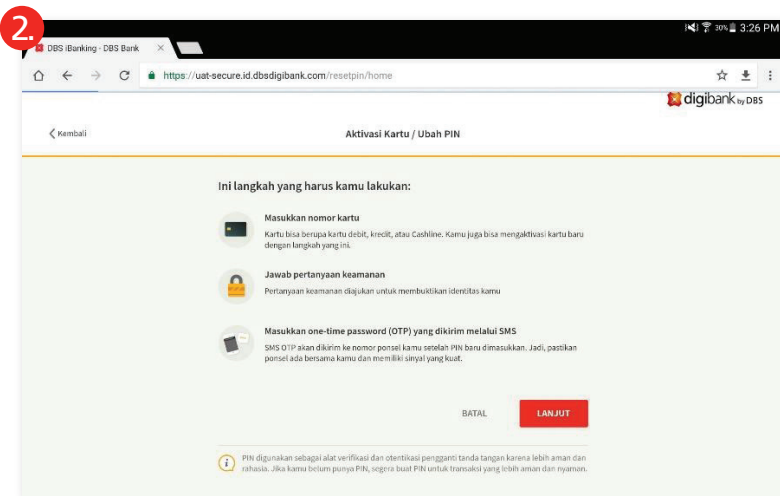 2.
30% 3:26 PM
DBS iBanking - DBS Bank
https://uat-secure.id.dbsdigibank.com/resetpin/home
digibank by DBS
Kembali
Aktivasi Kartu / Ubah PIN
Ini langkah yang harus kamu lakukan:
Masukkan nomor kartu
Kartu bisa berupa kartu debit, kredit, atau Cashline. Kamu juga bisa mengaktivasi kartu baru
dengan langkah yang ini.
Jawab pertanyaan keamanan
Pertanyaan keamanan diajukan untuk membuktikan identitas kamu
Masukkan one-time password (OTP) yang dikirim melalui SMS
SMS OTP akan dikirim ke nomor ponsel kamu setelah PIN baru dimasukkan. Jadi, pastikan
ponsel ada bersama kamu dan memiliki sinyal yang kuat.
BATAL
LANJUT
PIN digunakan sebagai alat verifikasi dan otentikasi pengganti tanda tangan karena lebih aman dan
rahasia. Jika kamu belum punya PIN, segera buat PIN untuk transaksi yang lebih aman dan nyaman.